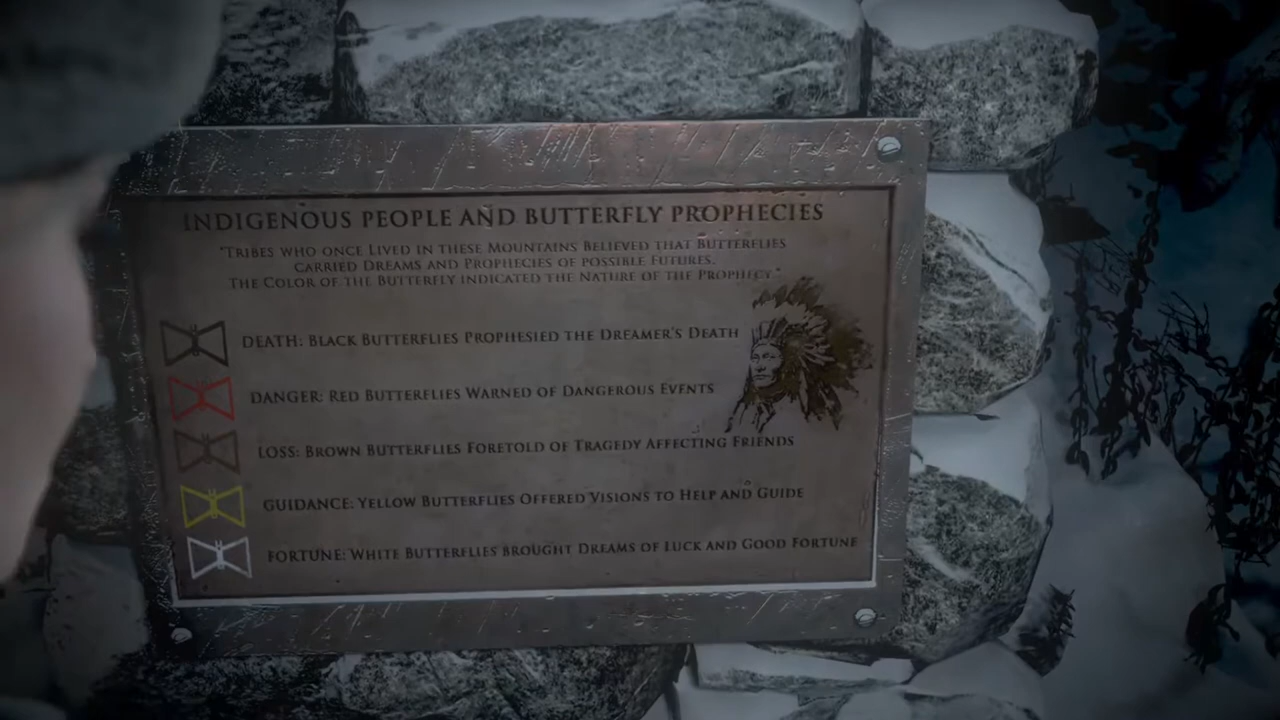 INDIGENOUS PEOPLE AND BUTTERFLY PROPHECIES
"TRIBES WHO ONCE LIVED IN THESE MOUNTAINS BELIEVED THAT BUTTERFLIES
CARRIED DREAMS AND PROPHECIES OF POSSIBLE FUTURES.
THE COLOR OF THE BUTTERFLY INDICATED THE NATURE OF THE PROPHECY."
DEATH: BLACK BUTTERFLIES PROPHESIED THE DREAMER'S DEATH
DANGER: RED BUTTERFLIES WARNED OF DANGEROUS EVENTS
LOSS: BROWN BUTTERFLIES FORETOLD OF TRAGEDY AFFECTING FRIENDS
GUIDANCE: YELLOW BUTTERFLIES OFFERED VISIONS TO HELP AND GUIDE
FORTUNE: WHITE BUTTERFLIES BROUGHT DREAMS OF LUCK AND GOOD FORTUNE